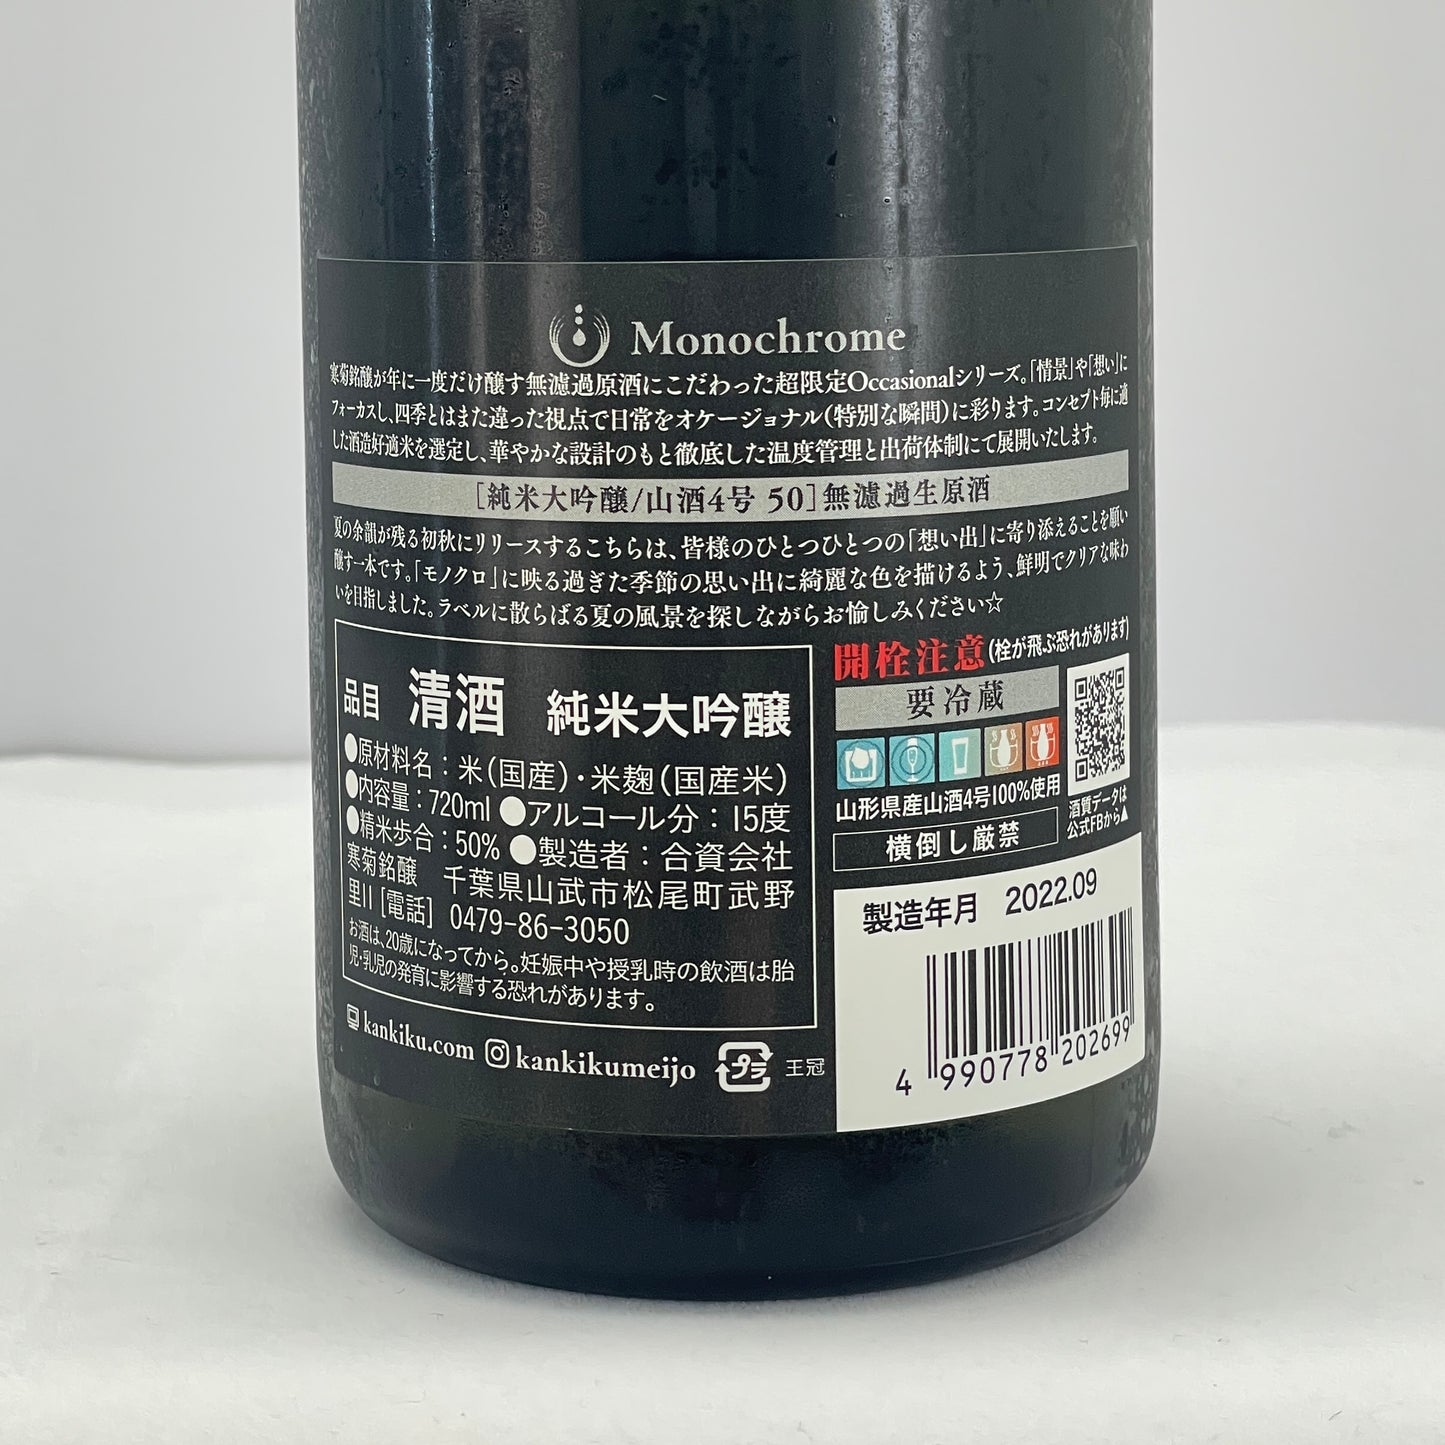 Monochrome
寒菊銘醸が年に一度だけ醸す無濾過原酒にこだわった超限定Occasionalシリーズ。「情景」や「想い」に
フォーカスし、四季とはまた違った視点で日常をオケージョナル(特別な瞬間)に彩ります。コンセプト毎に適
した酒造好適米を選定し、華やかな設計のもと徹底した温度管理と出荷体制にて展開いたします。
[純米大吟醸/山酒4号 50]無濾過生原酒
夏の余韻が残る初秋にリリースするこちらは、皆様のひとつひとつの「想い出」に寄り添えることを願い
醸す一本です。「モノクロ」に映る過ぎた季節の思い出に綺麗な色を描けるよう、鮮明でクリアな味わ
いを目指しました。ラベルに散らばる夏の風景を探しながらお愉しみください☆
品目 清酒 純米大吟醸
●原材料名：米(国産)・米麹(国産米)
●内容量：720ml ●アルコール分：15度
●精米歩合：50% ●製造者：合資会社
寒菊銘醸 千葉県山武市松尾町武野
里11 [電話] 0479-86-3050
お酒は、20歳になってから。妊娠中や授乳時の飲酒は胎
児・乳児の発育に影響する恐れがあります。
kankiku.com kankikumeijo プラ 王冠
開栓注意(栓が飛ぶ恐れがあります)
要冷蔵
山形県産山酒4号100%使用
横倒し厳禁
酒質データは
公式FBから▲
製造年月 2022.09
4 990778 202699